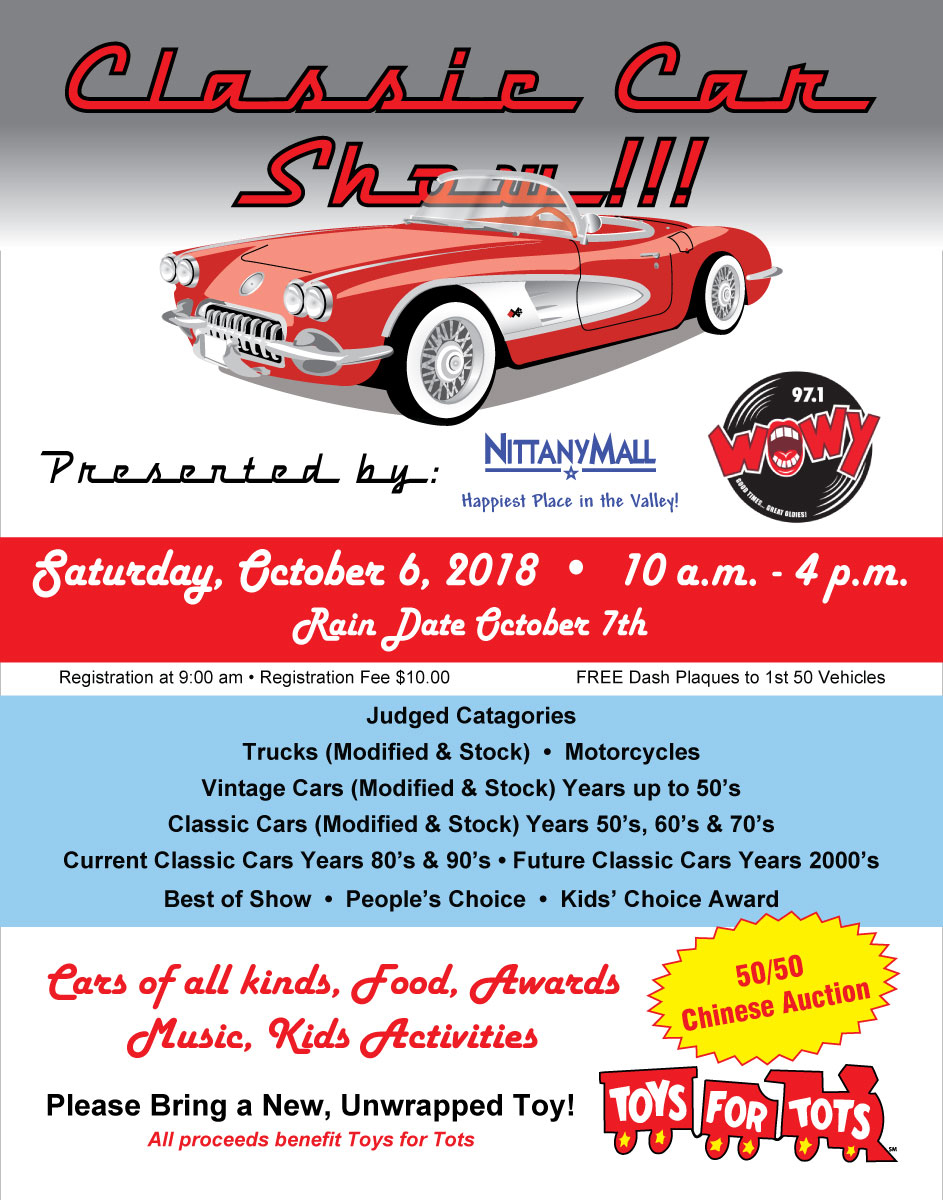 Classic Car
Show!!!
97.1
WOWY
GOOD TIMES... GREAT OLDIES!
Presented by:
NITTANYMALL
Happiest Place in the Valley!
Saturday, October 6, 2018 • 10 a.m. - 4 p.m.
Rain Date October 7th
Registration at 9:00 am • Registration Fee $10.00 FREE Dash Plaques to 1st 50 Vehicles
Judged Catagories
Trucks (Modified & Stock) • Motorcycles
Vintage Cars (Modified & Stock) Years up to 50’s
Classic Cars (Modified & Stock) Years 50’s, 60’s & 70’s
Current Classic Cars Years 80’s & 90’s • Future Classic Cars Years 2000’s
Best of Show • People’s Choice • Kids’ Choice Award
Cars of all kinds, Food, Awards
Music, Kids Activities
50/50
Chinese Auction
Please Bring a New, Unwrapped Toy!
All proceeds benefit Toys for Tots
TOYS FOR TOTS
SM